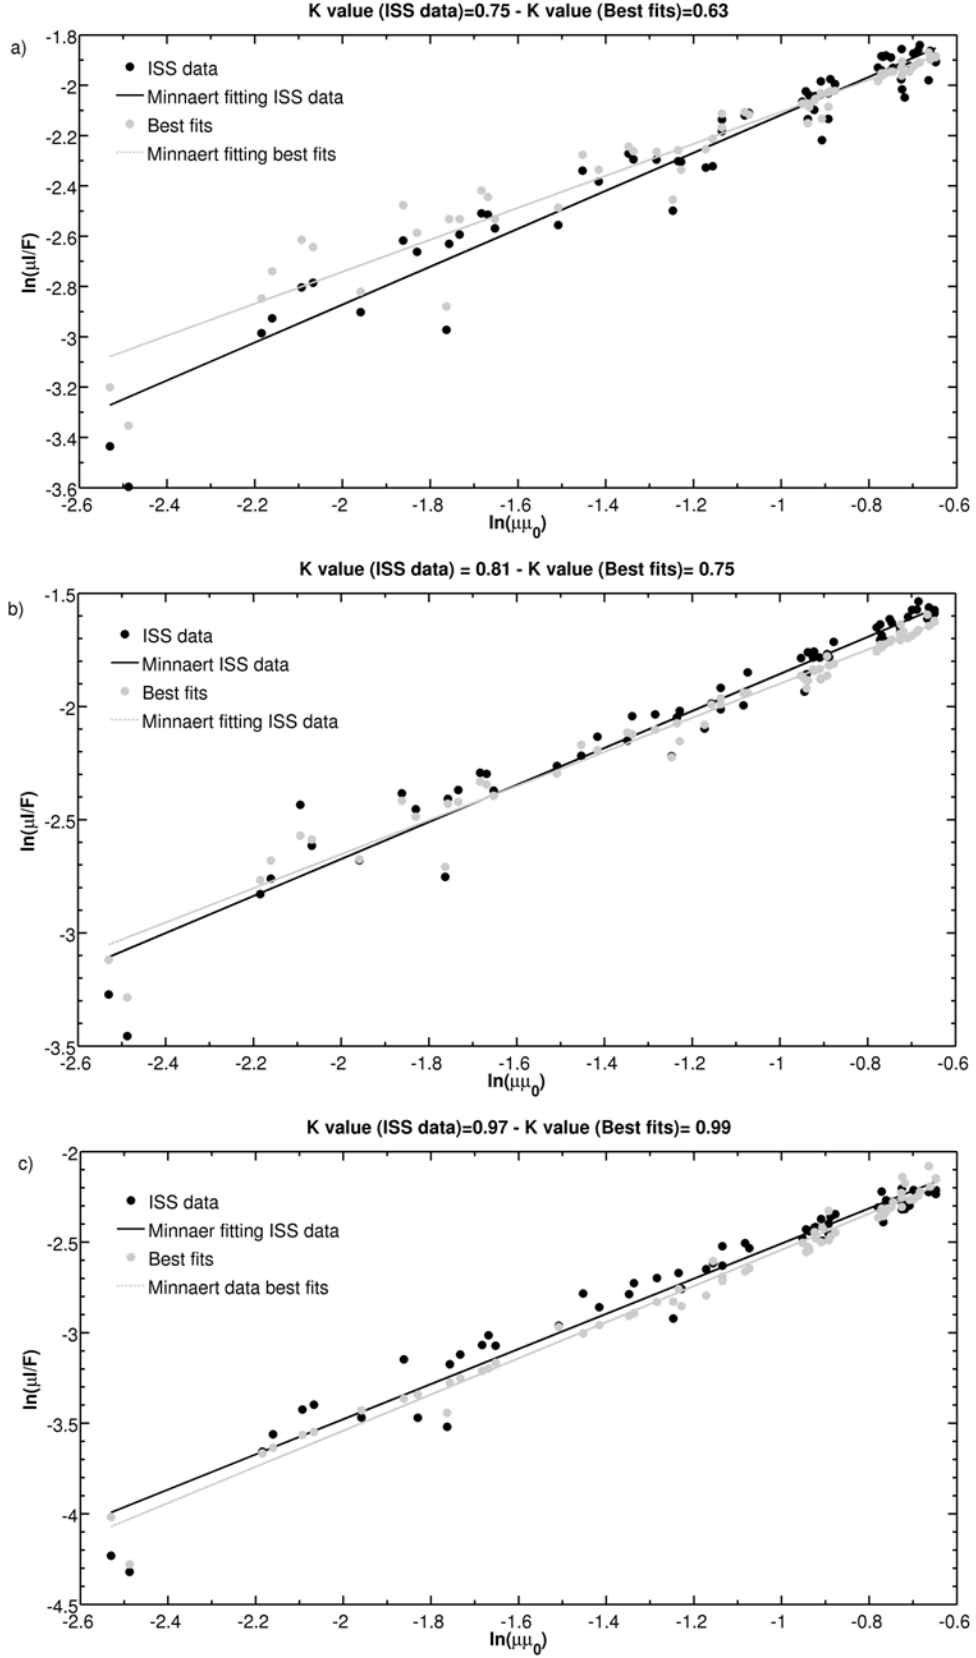 K value (ISS data)=0.75 - K value (Best fits)=0.63
a)
-1.8
-2
-2.2
-2.4
-2.6
-2.8
-3
-3.2
-3.4
-3.6
ln(μI/F)
ISS data
Minnaert fitting ISS data
Best fits
Minnaert fitting best fits
-2.6 -2.4 -2.2 -2 -1.8 -1.6 -1.4 -1.2 -1 -0.8 -0.6
ln(μμ0)
K value (ISS data) = 0.81 - K value (Best fits)= 0.75
b)
-1.5
-2
-2.5
-3
-3.5
ln(μI/F)
ISS data
Minnaert ISS data
Best fits
Minnaert fitting ISS data
-2.6 -2.4 -2.2 -2 -1.8 -1.6 -1.4 -1.2 -1 -0.8 -0.6
ln(μμ0)
K value (ISS data)=0.97 - K value (Best fits)= 0.99
c)
-2
-2.5
-3
-3.5
-4
-4.5
ln(μI/F)
ISS data
Minnaer fitting ISS data
Best fits
Minnaert data best fits
-2.6 -2.4 -2.2 -2 -1.8 -1.6 -1.4 -1.2 -1 -0.8 -0.6
ln(μμ0)